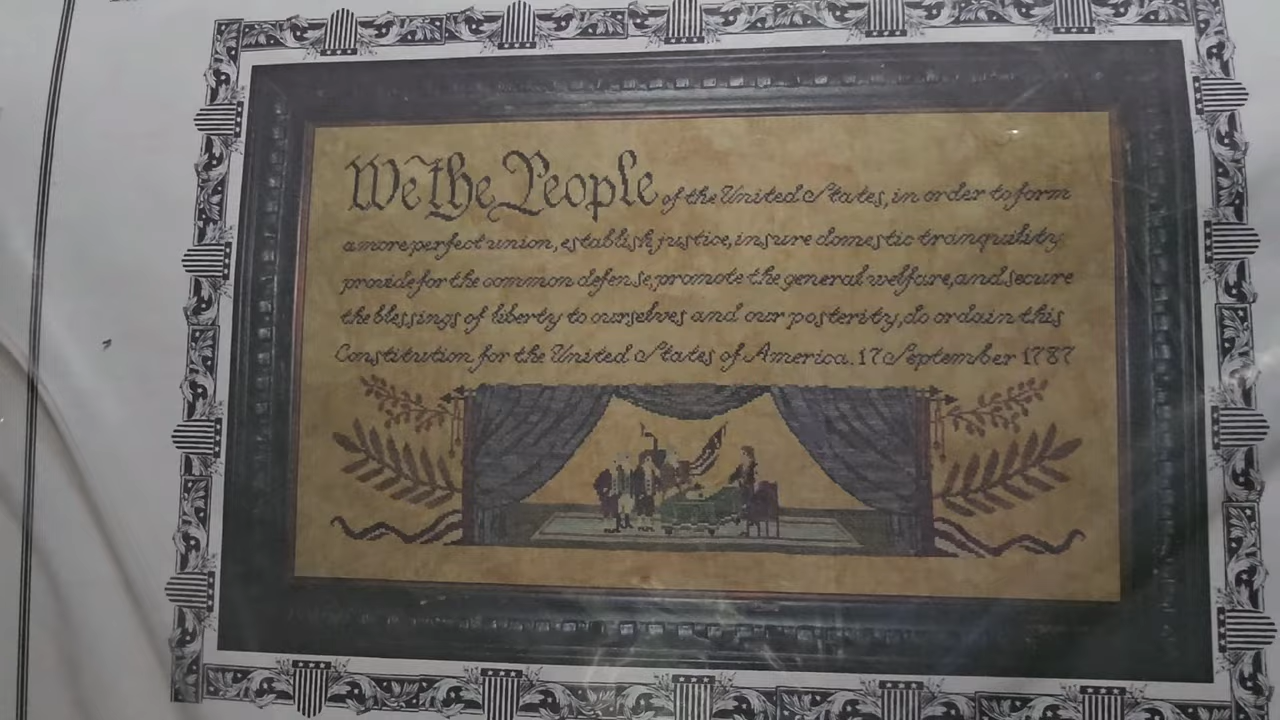 We the People of the United States, in order to form
a more perfect union, establish justice, insure domestic tranquility,
provide for the common defense, promote the general welfare, and secure
the blessings of liberty to ourselves and our posterity, do ordain this
Constitution for the United States of America. 17 September 1787